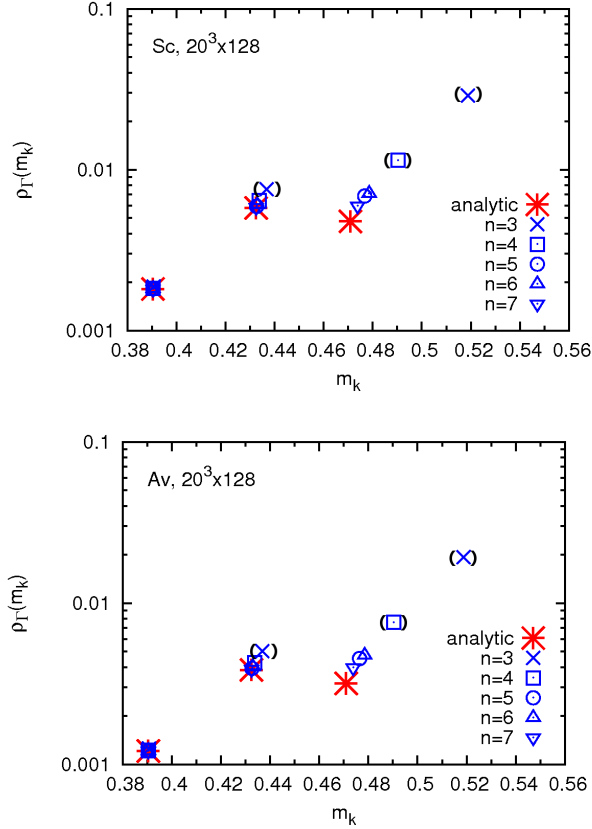 0.1
Sc, 20³x128
0.01
ρΓ(mk)
analytic
n=3
n=4
n=5
n=6
n=7
0.001
0.38 0.4 0.42 0.44 0.46 0.48 0.5 0.52 0.54 0.56
mk
0.1
Av, 20³x128
0.01
ρΓ(mk)
analytic
n=3
n=4
n=5
n=6
n=7
0.001
0.38 0.4 0.42 0.44 0.46 0.48 0.5 0.52 0.54 0.56
mk